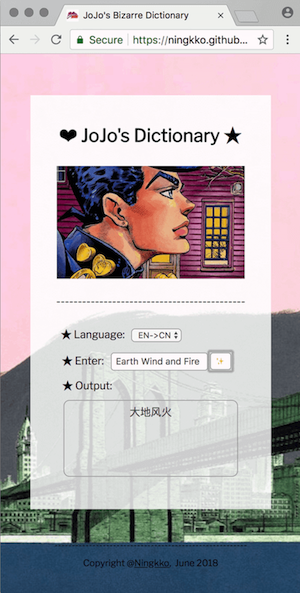 JoJo's Bizarre Dictionary
Secure https://ningkko.github...
❤ JoJo's Dictionary ★
★ Language: EN->CN
★ Enter: Earth Wind and Fire ✨
★ Output:
大地风火
Copyright @Ningkko, June 2018